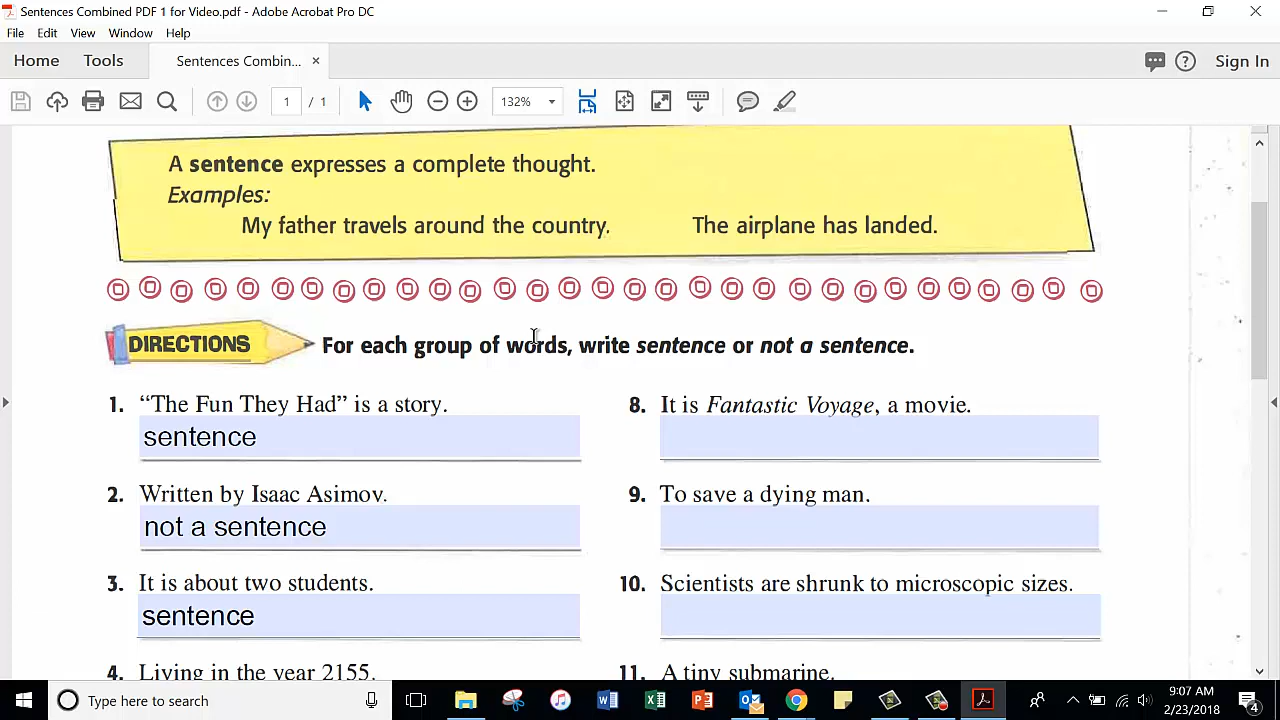 Sentences Combined PDF 1 for Video.pdf - Adobe Acrobat Pro DC
File Edit View Window Help
Home Tools Sentences Combin... × Sign In
1 / 1 132%
A sentence expresses a complete thought.
Examples:
My father travels around the country. The airplane has landed.
DIRECTIONS For each group of words, write sentence or not a sentence.
1. “The Fun They Had” is a story.
sentence
2. Written by Isaac Asimov.
not a sentence
3. It is about two students.
sentence
4. Living in the year 2155.
8. It is Fantastic Voyage, a movie.
9. To save a dying man.
10. Scientists are shrunk to microscopic sizes.
11. A tiny submarine.
Type here to search
9:07 AM
2/23/2018
4